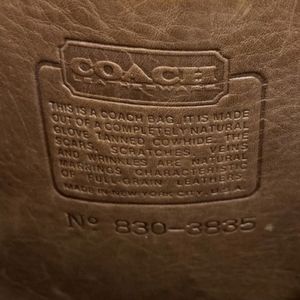 COACH
LEATHERWARE
THIS IS A COACH BAG. IT IS MADE
OUT OF A COMPLETELY NATURAL
GLOVE TANNED COWHIDE. THE
SCARS, SCRATCHES, VEINS
AND WRINKLES ARE NATURAL
MARKINGS CHARACTERISTIC
OF FULL GRAIN LEATHERS.
MADE IN NEW YORK CITY, U.S.A.
No 830-3835